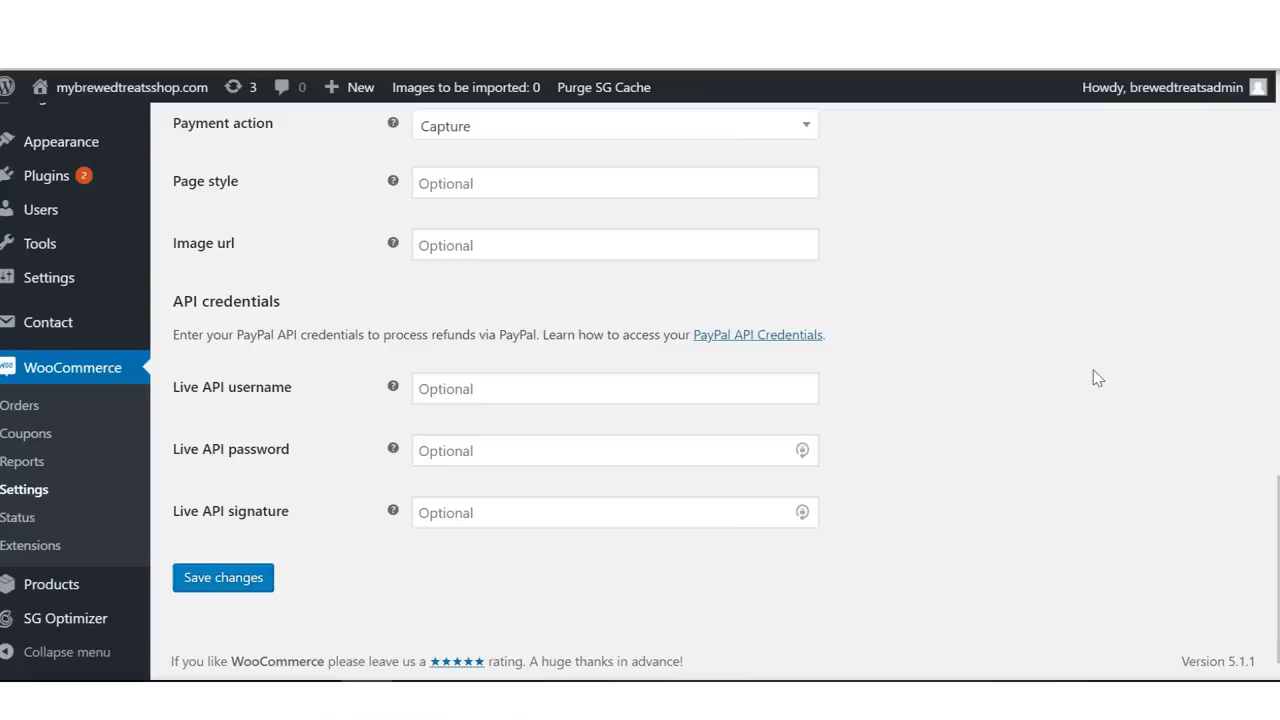 mybrewedtreatsshop.com 3 0 New Images to be imported: 0 Purge SG Cache Howdy, brewedtreatsadmin
Appearance
Plugins 2
Users
Tools
Settings
Contact
WooCommerce
Orders
Coupons
Reports
Settings
Status
Extensions
Products
SG Optimizer
Collapse menu
Payment action ? Capture
Page style ? Optional
Image url ? Optional
API credentials
Enter your PayPal API credentials to process refunds via PayPal. Learn how to access your PayPal API Credentials.
Live API username ? Optional
Live API password ? Optional
Live API signature ? Optional
Save changes
If you like WooCommerce please leave us a ★★★★★ rating. A huge thanks in advance! Version 5.1.1